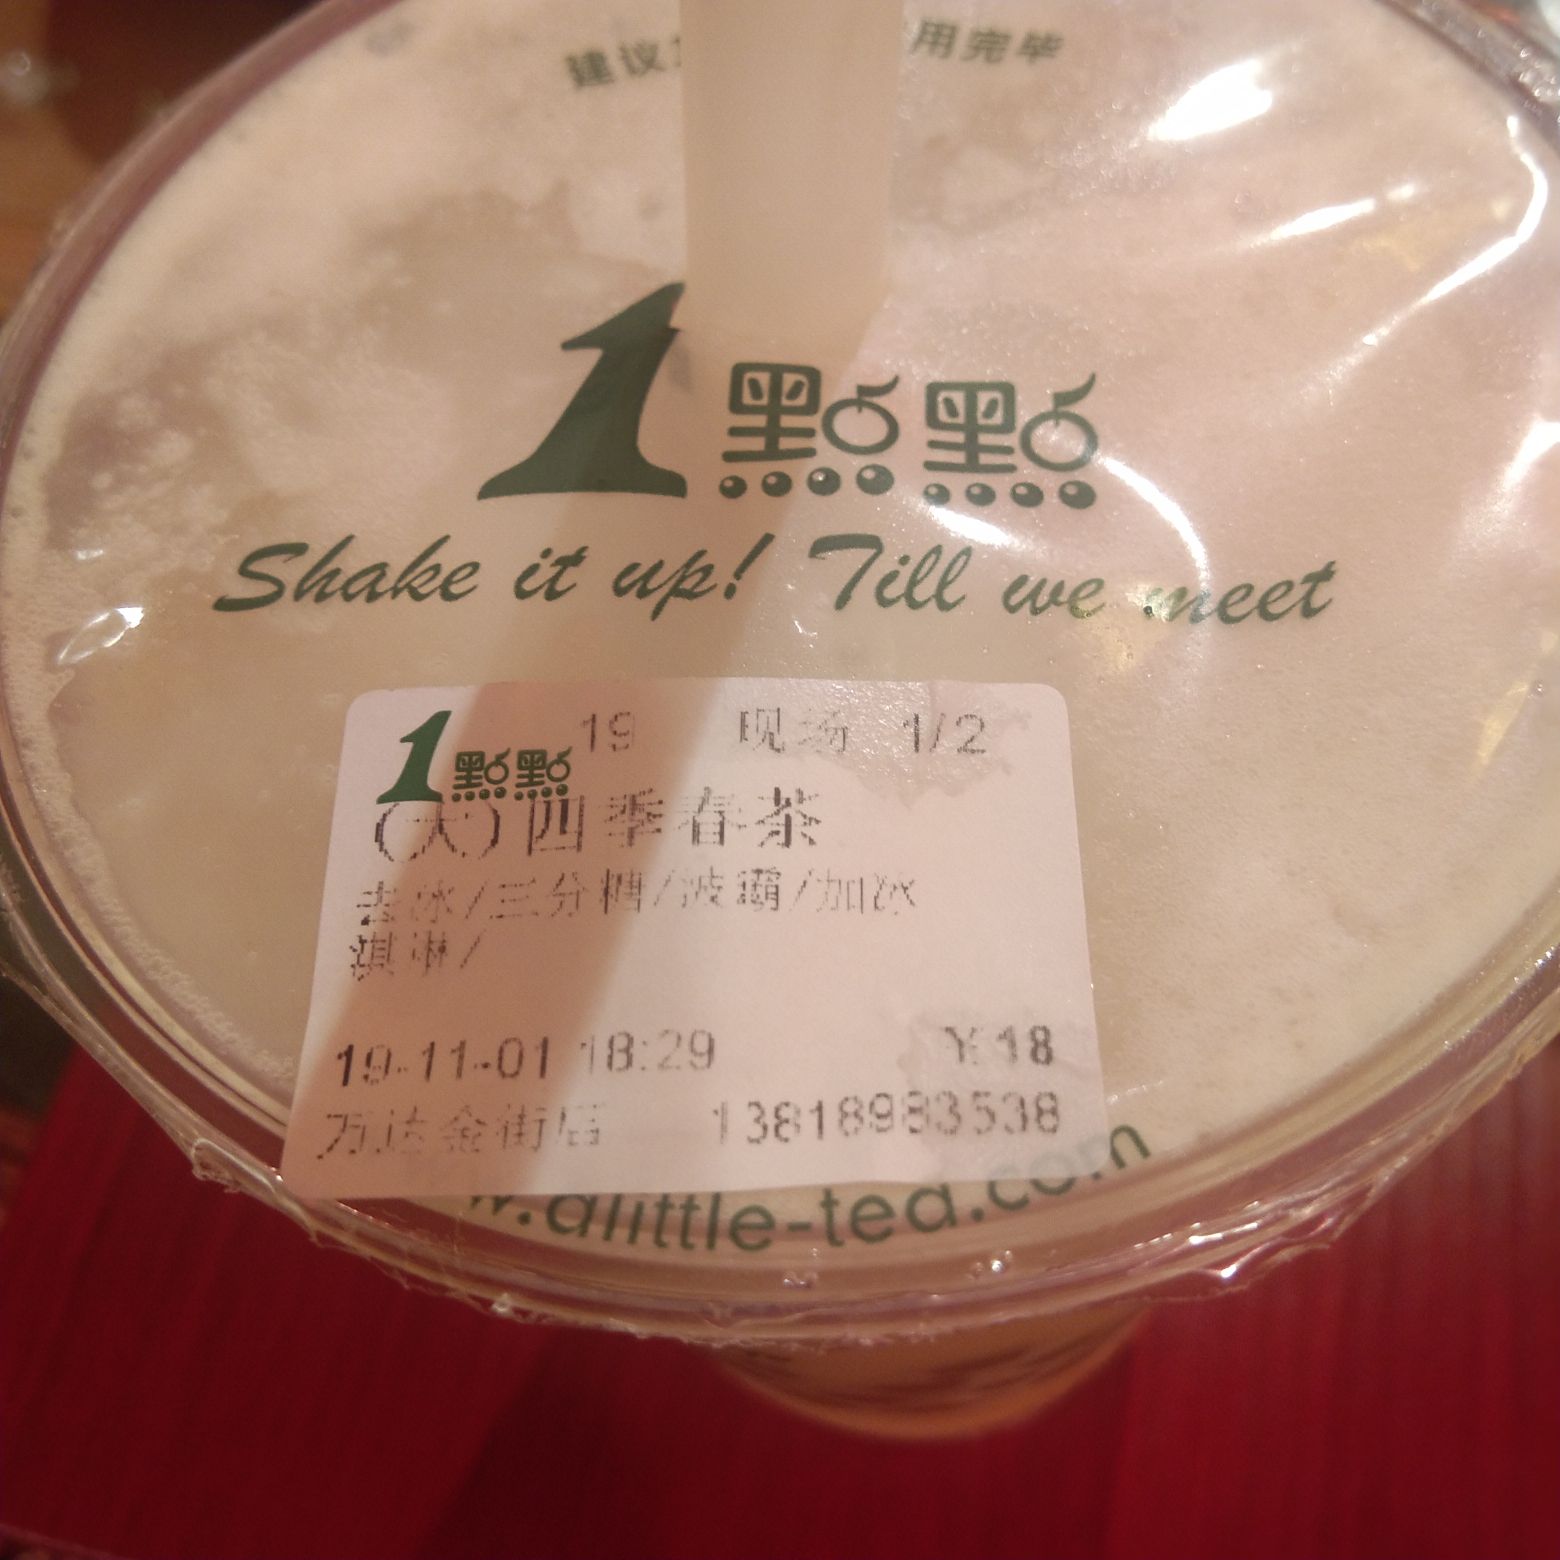 建议 用完毕
1點點
Shake it up! Till we meet
1點點 19 现场 1/2
(大)四季春茶
去冰/三分糖/波霸/加冰
淇淋/
19-11-01 18:29 ¥18
万达金街店 13818983538
w.alittle-tea.com